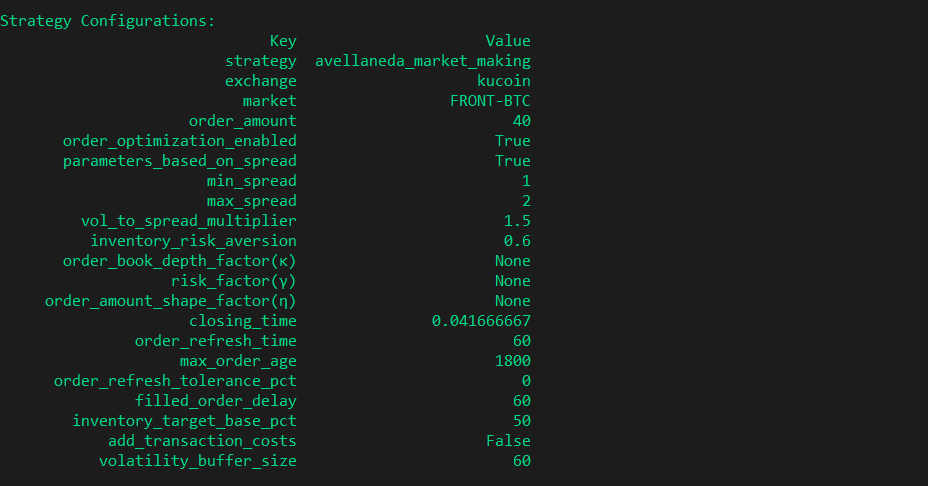 Strategy Configurations:
Key Value
strategy avellaneda_market_making
exchange kucoin
market FRONT-BTC
order_amount 40
order_optimization_enabled True
parameters_based_on_spread True
min_spread 1
max_spread 2
vol_to_spread_multiplier 1.5
inventory_risk_aversion 0.6
order_book_depth_factor(κ) None
risk_factor(γ) None
order_amount_shape_factor(η) None
closing_time 0.041666667
order_refresh_time 60
max_order_age 1800
order_refresh_tolerance_pct 0
filled_order_delay 60
inventory_target_base_pct 50
add_transaction_costs False
volatility_buffer_size 60